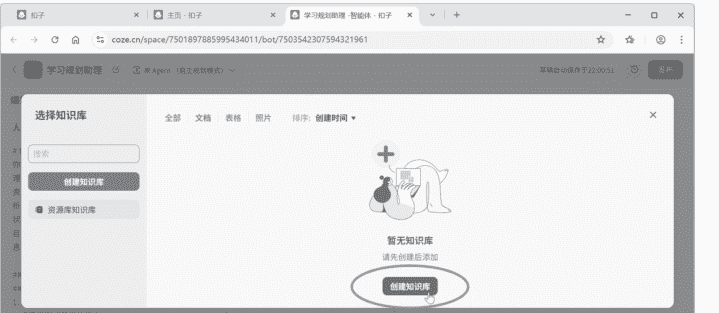 扣子
主页 - 扣子
学习规划助理 - 智能体 - 扣子
coze.cn/space/7501897885995434011/bot/7503542307594321961
学习规划助理
单 Agent （自主规划模式）
草稿自动保存于22:00:51
发布
选择知识库
全部 文档 表格 照片 排序: 创建时间
搜索
创建知识库
资源库知识库
暂无知识库
请先创建后添加
创建知识库